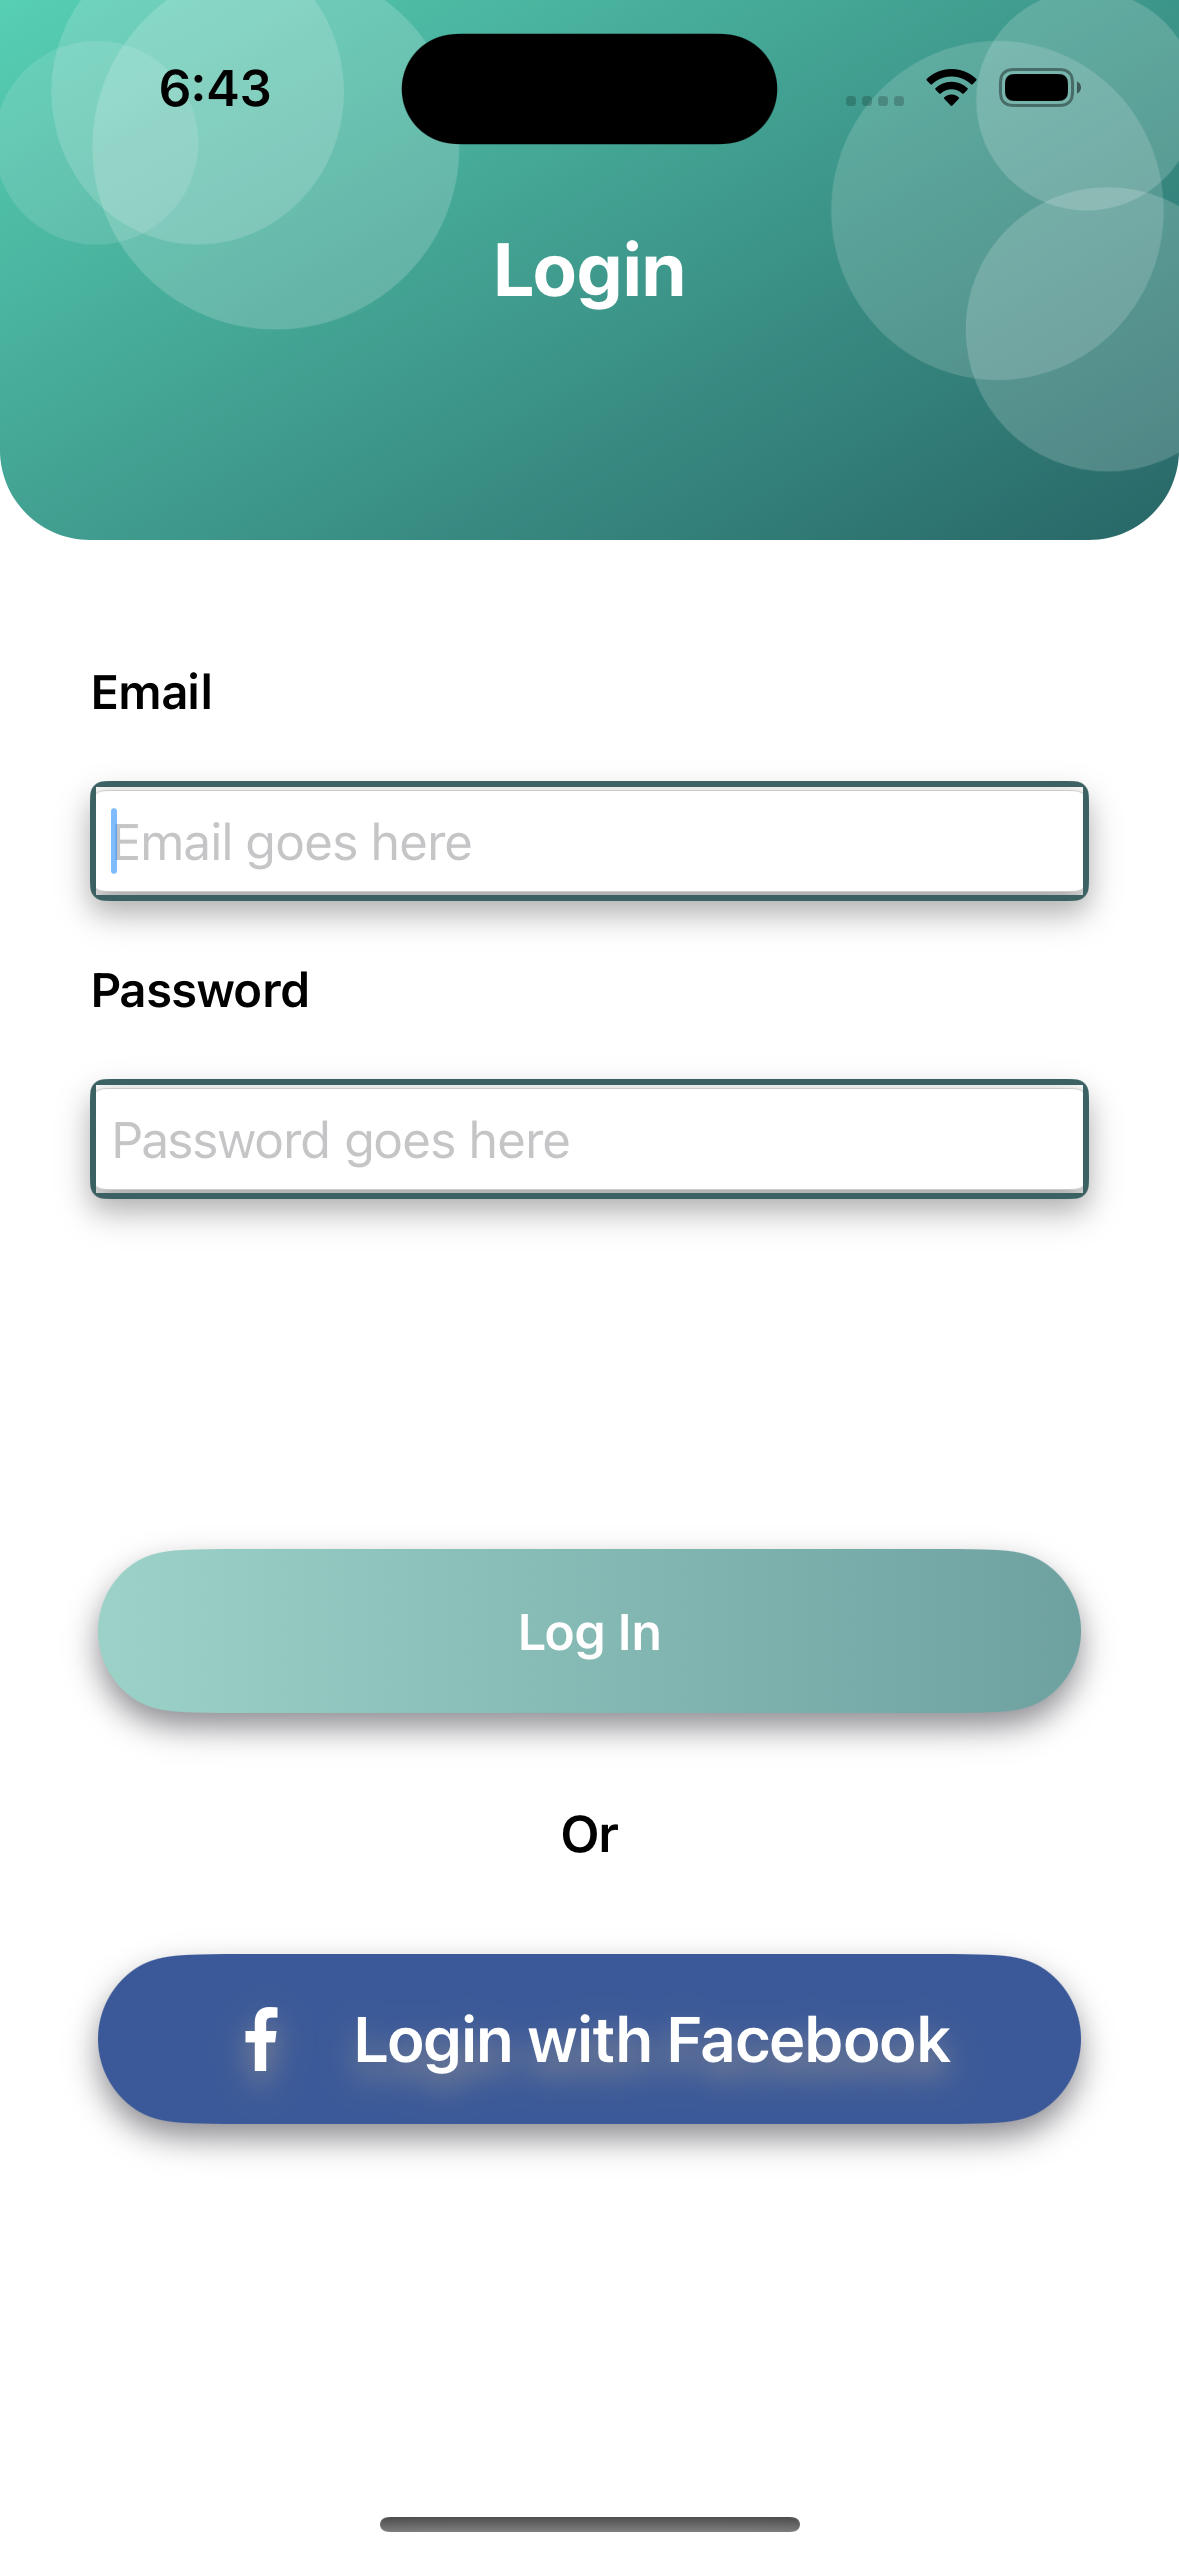 6:43
Login
Email
Email goes here
Password
Password goes here
Log In
Or
Login with Facebook